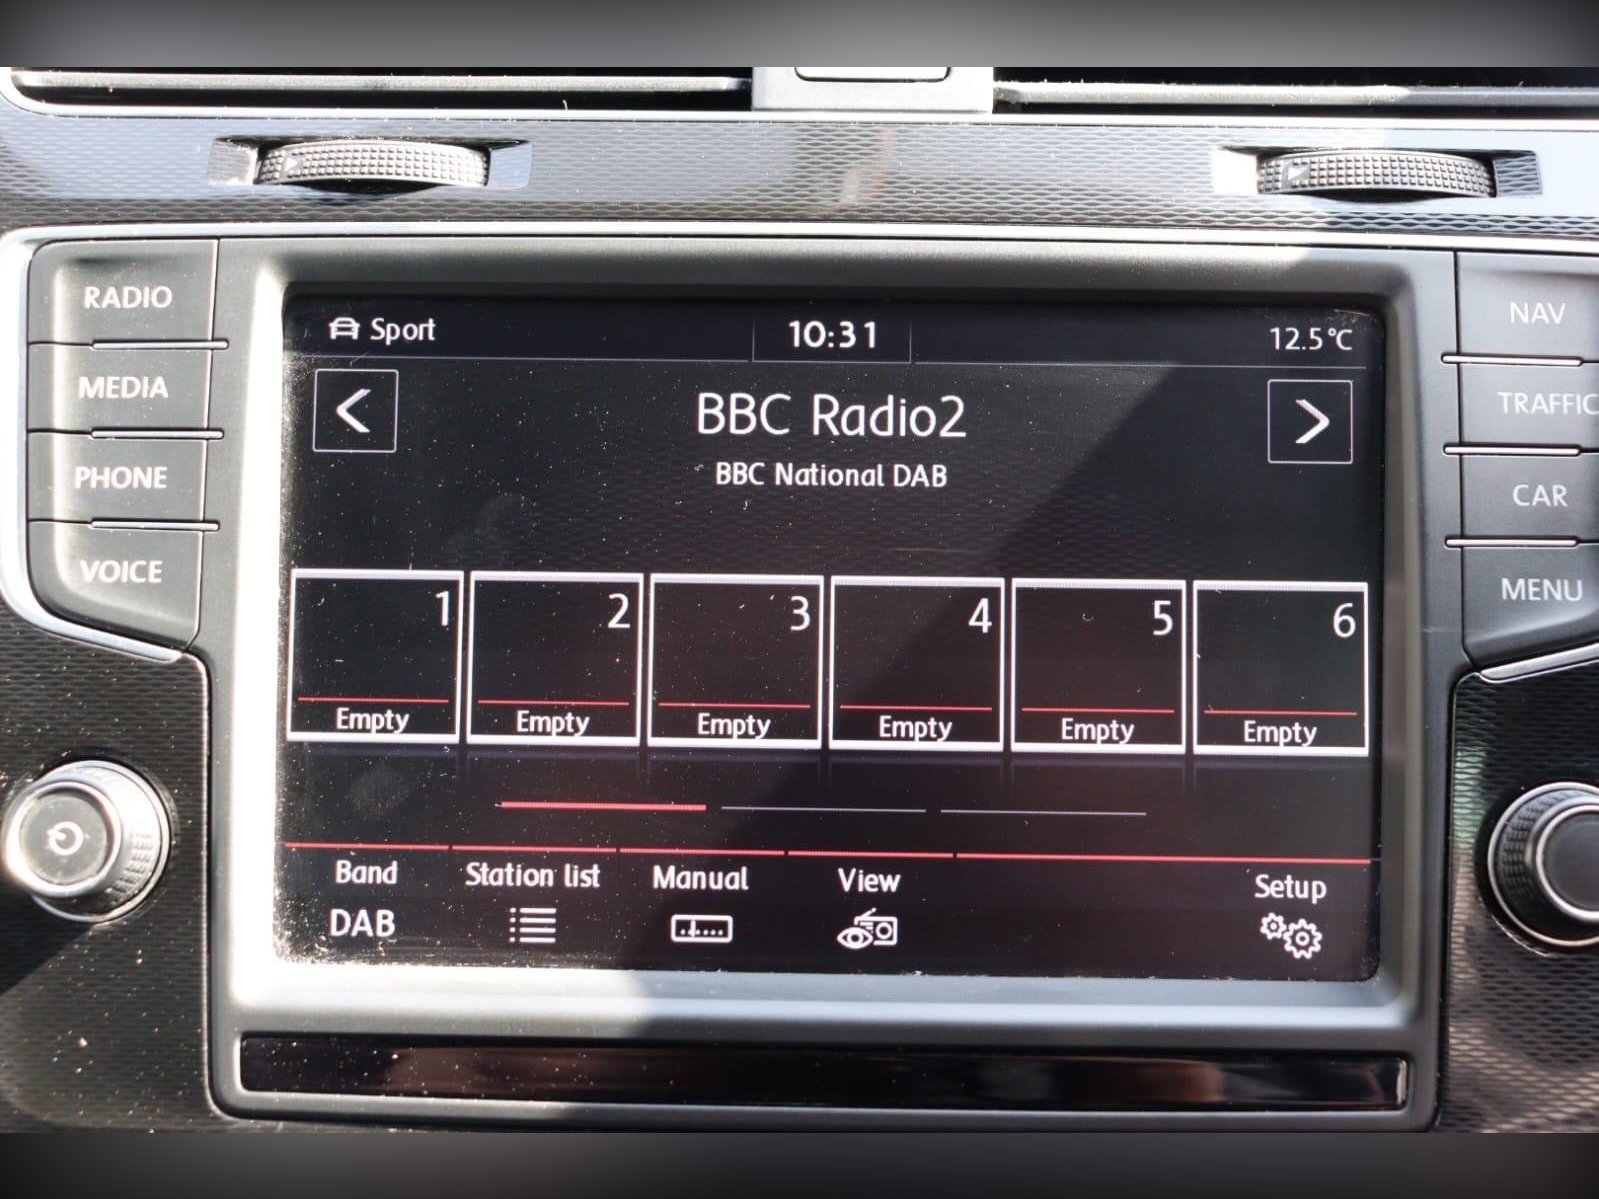 RADIO
MEDIA
PHONE
VOICE
Sport
10:31
12.5°C
BBC Radio2
BBC National DAB
1
2
3
4
5
6
Empty
Empty
Empty
Empty
Empty
Empty
Band
Station list
Manual
View
Setup
DAB
NAV
TRAFFIC
CAR
MENU